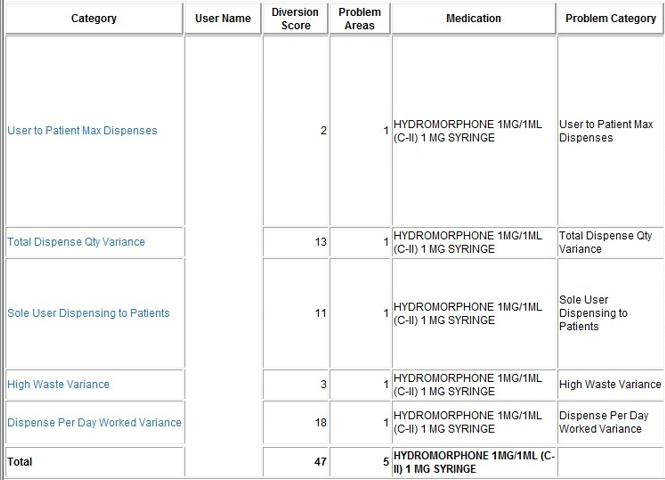 Category User Name Diversion Score Problem Areas Medication Problem Category
User to Patient Max Dispenses 2 1 HYDROMORPHONE 1MG/1ML (C-II) 1 MG SYRINGE User to Patient Max Dispenses
Total Dispense Qty Variance 13 1 HYDROMORPHONE 1MG/1ML (C-II) 1 MG SYRINGE Total Dispense Qty Variance
Sole User Dispensing to Patients 11 1 HYDROMORPHONE 1MG/1ML (C-II) 1 MG SYRINGE Sole User Dispensing to Patients
High Waste Variance 3 1 HYDROMORPHONE 1MG/1ML (C-II) 1 MG SYRINGE High Waste Variance
Dispense Per Day Worked Variance 18 1 HYDROMORPHONE 1MG/1ML (C-II) 1 MG SYRINGE Dispense Per Day Worked Variance
Total 47 5 HYDROMORPHONE 1MG/1ML (C-II) 1 MG SYRINGE